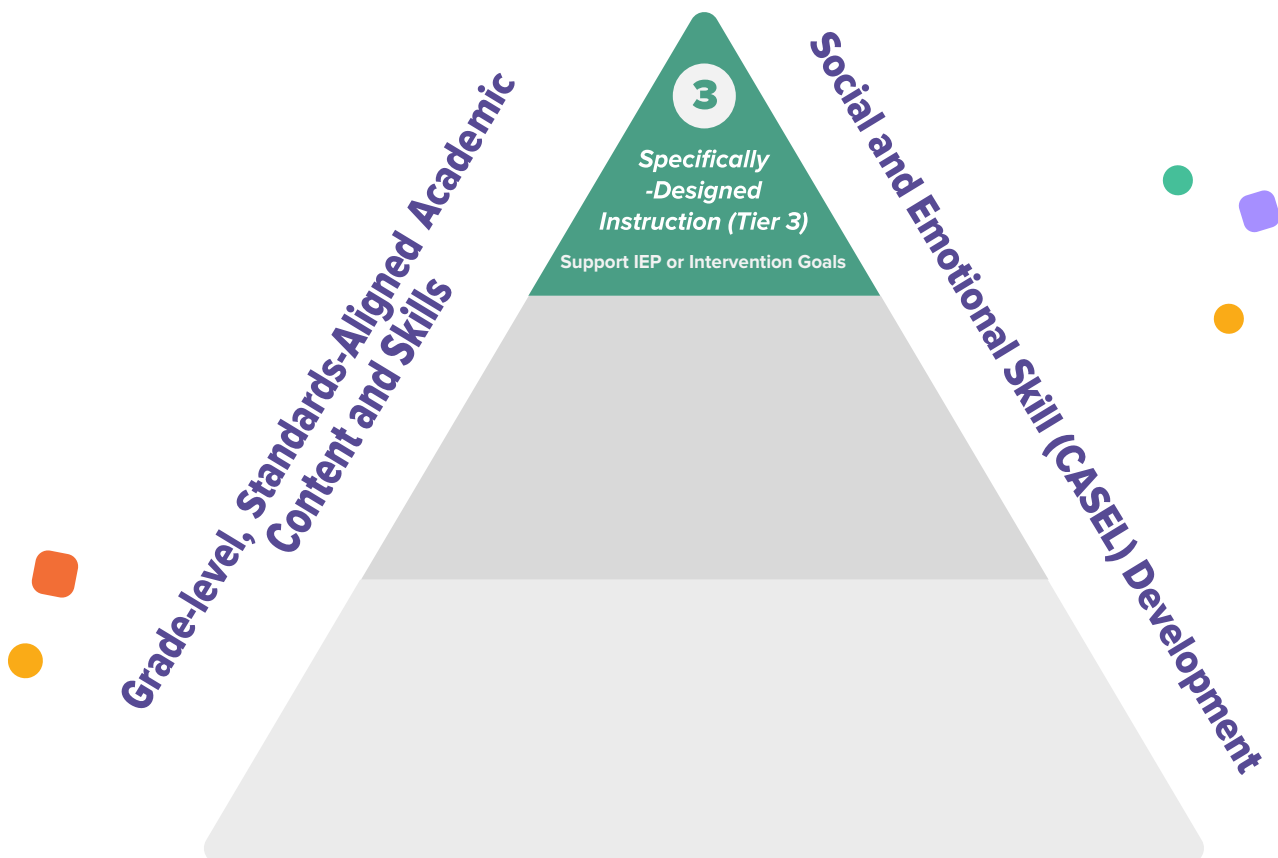 Grade-level, Standards-Aligned Academic
Content and Skills
3
Specifically
-Designed
Instruction (Tier 3)
Support IEP or Intervention Goals
Social and Emotional Skill (CASEL) Development